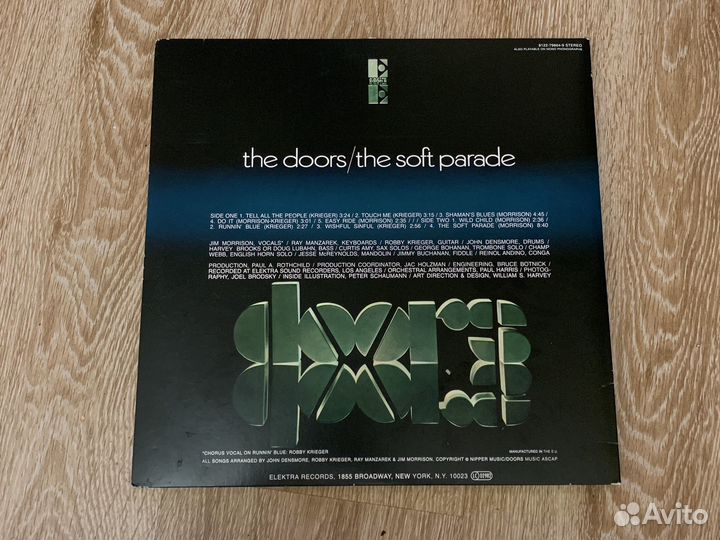 8122-79864-9 STEREO
ALSO PLAYABLE ON MONO PHONOGRAPHS
the doors/the soft parade
SIDE ONE 1. TELL ALL THE PEOPLE (KRIEGER) 3:24 / 2. TOUCH ME (KRIEGER) 3:15 / 3. SHAMAN'S BLUES (MORRISON) 4:45 /
4. DO IT (MORRISON-KRIEGER) 3:01 / 5. EASY RIDE (MORRISON) 2:35 / / / SIDE TWO 1. WILD CHILD (MORRISON) 2:36 /
2. RUNNIN' BLUE (KRIEGER) 2:27 / 3. WISHFUL SINFUL (KRIEGER) 2:56 / 4. THE SOFT PARADE (MORRISON) 8:40
JIM MORRISON, VOCALS* / RAY MANZAREK, KEYBOARDS / ROBBY KRIEGER, GUITAR / JOHN DENSMORE, DRUMS /
HARVEY BROOKS OR DOUG LUBAHN, BASS / CURTIS AMY, SAX SOLOS / GEORGE BOHANAN, TROMBONE SOLO / CHAMP
WEBB, ENGLISH HORN SOLO / JESSE McREYNOLDS, MANDOLIN / JIMMY BUCHANAN, FIDDLE / REINOL ANDINO, CONGA
PRODUCTION, PAUL A. ROTHCHILD / PRODUCTION COORDINATOR, JAC HOLZMAN / ENGINEERING, BRUCE BOTNICK /
RECORDED AT ELEKTRA SOUND RECORDERS, LOS ANGELES / ORCHESTRAL ARRANGEMENTS, PAUL HARRIS / PHOTOG-
RAPHY, JOEL BRODSKY / INSIDE ILLUSTRATION, PETER SCHAUMANN / ART DIRECTION & DESIGN, WILLIAM S. HARVEY
*CHORUS VOCAL ON RUNNIN' BLUE: ROBBY KRIEGER
MANUFACTURED IN THE E.U.
ALL SONGS ARRANGED BY JOHN DENSMORE, ROBBY KRIEGER, RAY MANZAREK & JIM MORRISON. COPYRIGHT © NIPPER MUSIC/DOORS MUSIC ASCAP
ELEKTRA RECORDS, 1855 BROADWAY, NEW YORK, N.Y. 10023 LC 02982
Avito